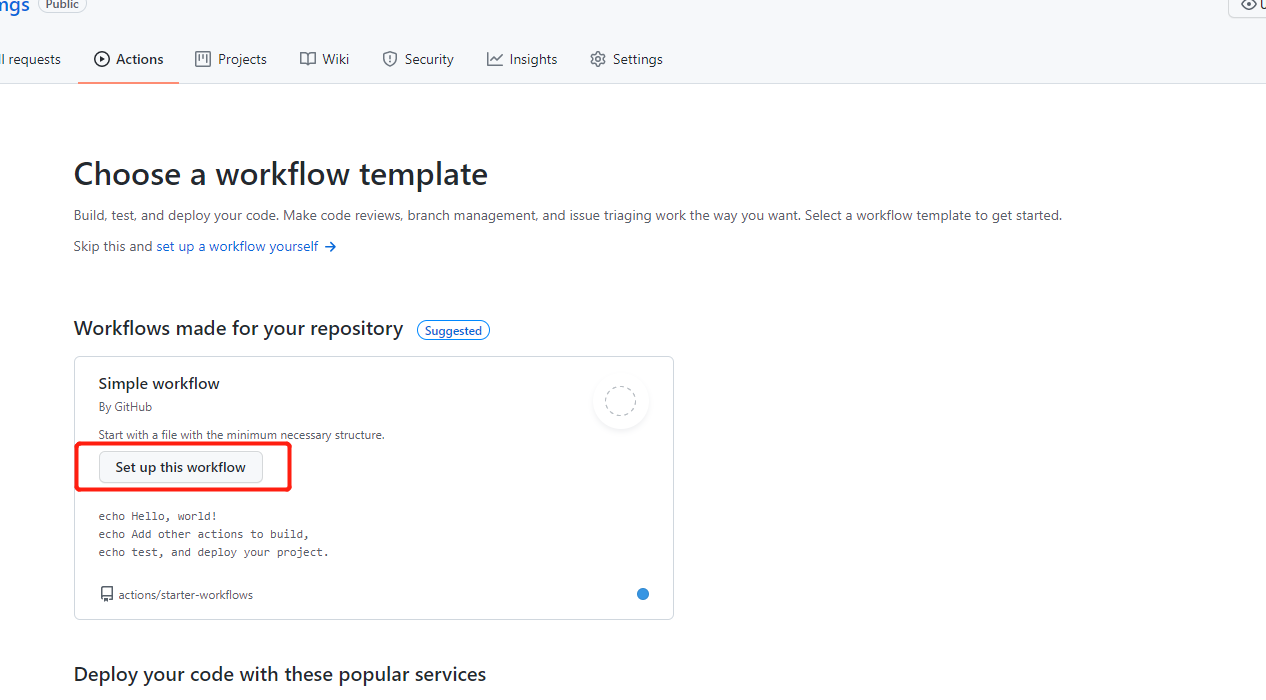 ngs Public
ll requests Actions Projects Wiki Security Insights Settings
Choose a workflow template
Build, test, and deploy your code. Make code reviews, branch management, and issue triaging work the way you want. Select a workflow template to get started.
Skip this and set up a workflow yourself →
Workflows made for your repository Suggested
Simple workflow
By GitHub
Start with a file with the minimum necessary structure.
Set up this workflow
echo Hello, world!
echo Add other actions to build,
echo test, and deploy your project.
actions/starter-workflows
Deploy your code with these popular services